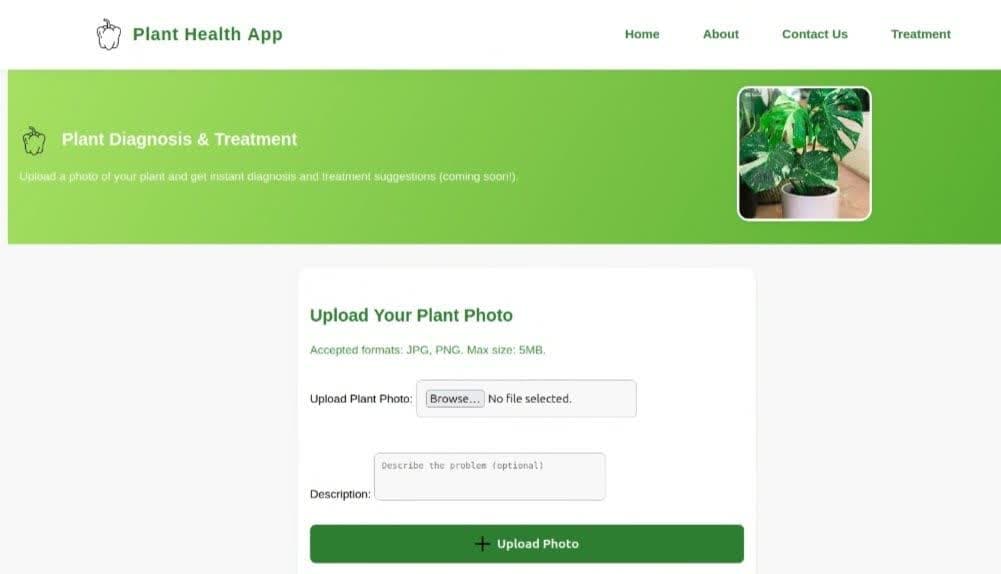 Plant Health App
Home About Contact Us Treatment
Plant Diagnosis & Treatment
Upload a photo of your plant and get instant diagnosis and treatment suggestions (coming soon!).
Upload Your Plant Photo
Accepted formats: JPG, PNG. Max size: 5MB.
Upload Plant Photo: Browse... No file selected.
Describe the problem (optional)
Description:
Upload Photo